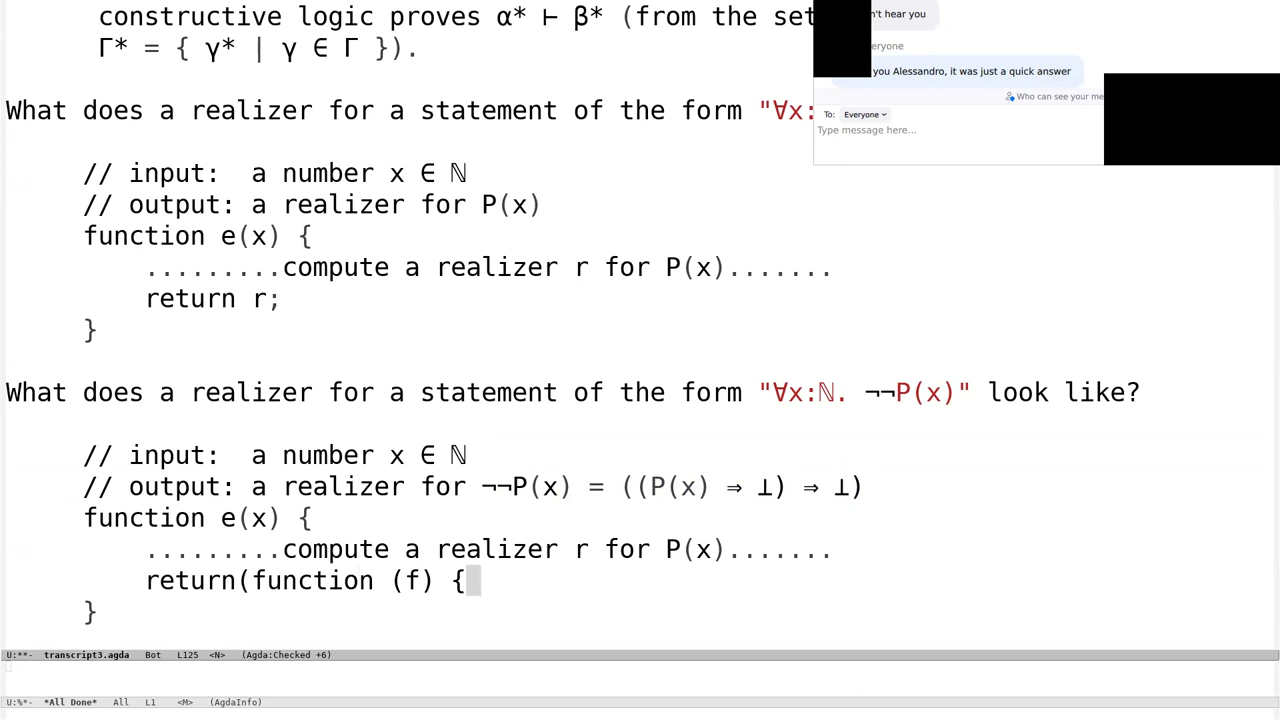 constructive logic proves α* ⊢ β* (from the set
Γ* = { γ* | γ ∈ Γ }).
What does a realizer for a statement of the form "∀x:
// input:  a number x ∈ ℕ
// output: a realizer for P(x)
function e(x) {
.........compute a realizer r for P(x).......
return r;
}
What does a realizer for a statement of the form "∀x:ℕ. ¬¬P(x)" look like?
// input:  a number x ∈ ℕ
// output: a realizer for ¬¬P(x) = ((P(x) ⇒ ⊥) ⇒ ⊥)
function e(x) {
.........compute a realizer r for P(x).......
return(function (f) {
}
U:**-  transcript3.agda   Bot   L125  <N>   (Agda:Checked +6)
U:%*-  *All Done*   All   L1   <M>   (AgdaInfo)
hear you
you Alessandro, it was just a quick answer
Who can see your
To: Everyone
Type message here...